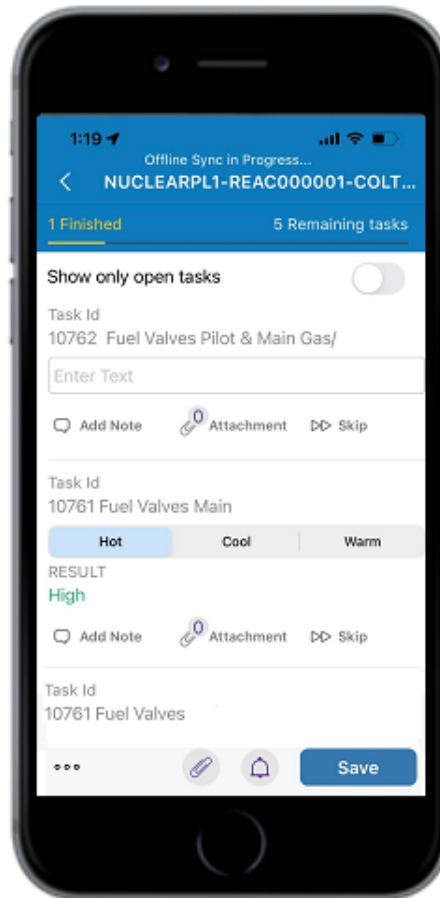 1:19
Offline Sync in Progress...
NUCLEARPL1-REAC000001-COLT...
1 Finished
5 Remaining tasks
Show only open tasks
Task Id
10762 Fuel Valves Pilot & Main Gas/
Enter Text
Add Note
0
Attachment
Skip
Task Id
10761 Fuel Valves Main
Hot
Cool
Warm
RESULT
High
Add Note
0
Attachment
Skip
Task Id
10761 Fuel Valves
Save